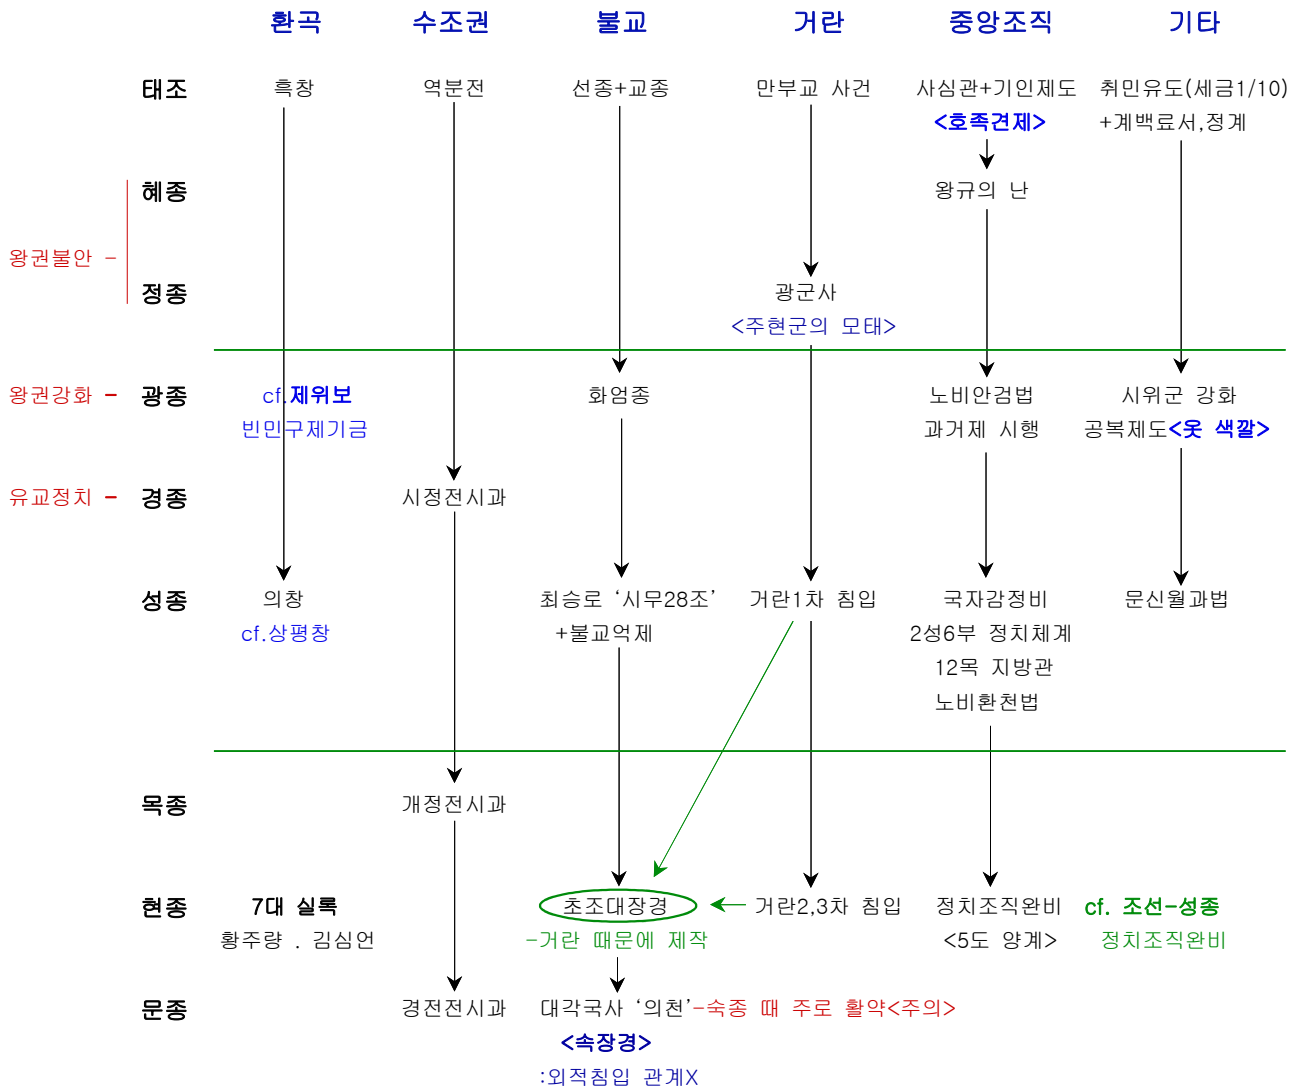 환곡 수조권 불교 거란 중앙조직 기타
태조 흑창 역분전 선종+교종 만부교 사건 사심관+기인제도 취민유도(세금1/10)
<호족견제> +계백료서,정계
혜종 왕규의 난
왕권불안 -
정종 광군사
<주현군의 모태>
왕권강화 - 광종 cf.제위보 화엄종 노비안검법 시위군 강화
빈민구제기금 과거제 시행 공복제도<옷 색깔>
유교정치 - 경종 시정전시과
성종 의창 최승로 ‘시무28조’ 거란1차 침입 국자감정비 문신월과법
cf.상평창 +불교억제 2성6부 정치체계
12목 지방관
노비환천법
목종 개정전시과
현종 7대 실록 초조대장경 거란2,3차 침입 정치조직완비 cf. 조선-성종
황주량 . 김심언 -거란 때문에 제작 <5도 양계> 정치조직완비
문종 경전전시과 대각국사 ‘의천’-숙종 때 주로 활약<주의>
<속장경>
:외적침입 관계X